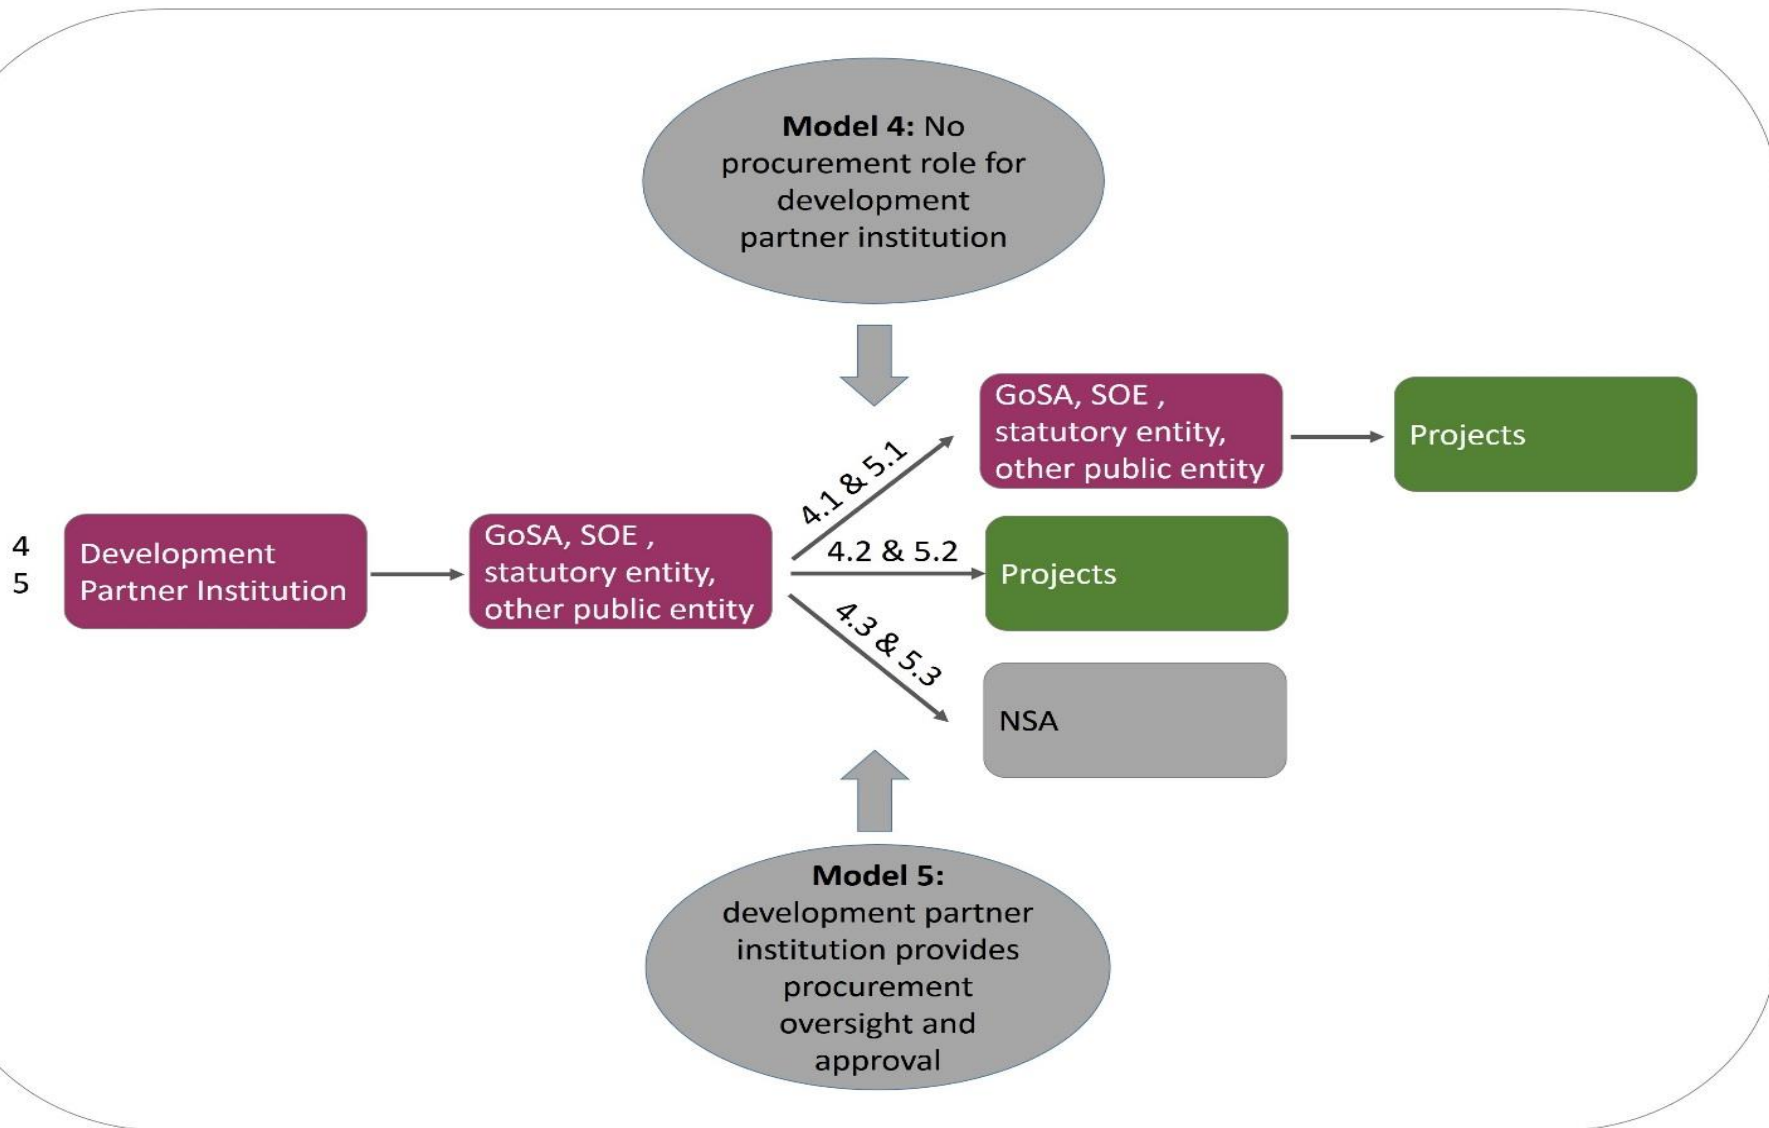 Model 4: No
procurement role for
development
partner institution
GoSA, SOE ,
statutory entity,
other public entity
Projects
4.1 & 5.1
4
5
Development
Partner Institution
GoSA, SOE ,
statutory entity,
other public entity
4.2 & 5.2
Projects
4.3 & 5.3
NSA
Model 5:
development partner
institution provides
procurement
oversight and
approval